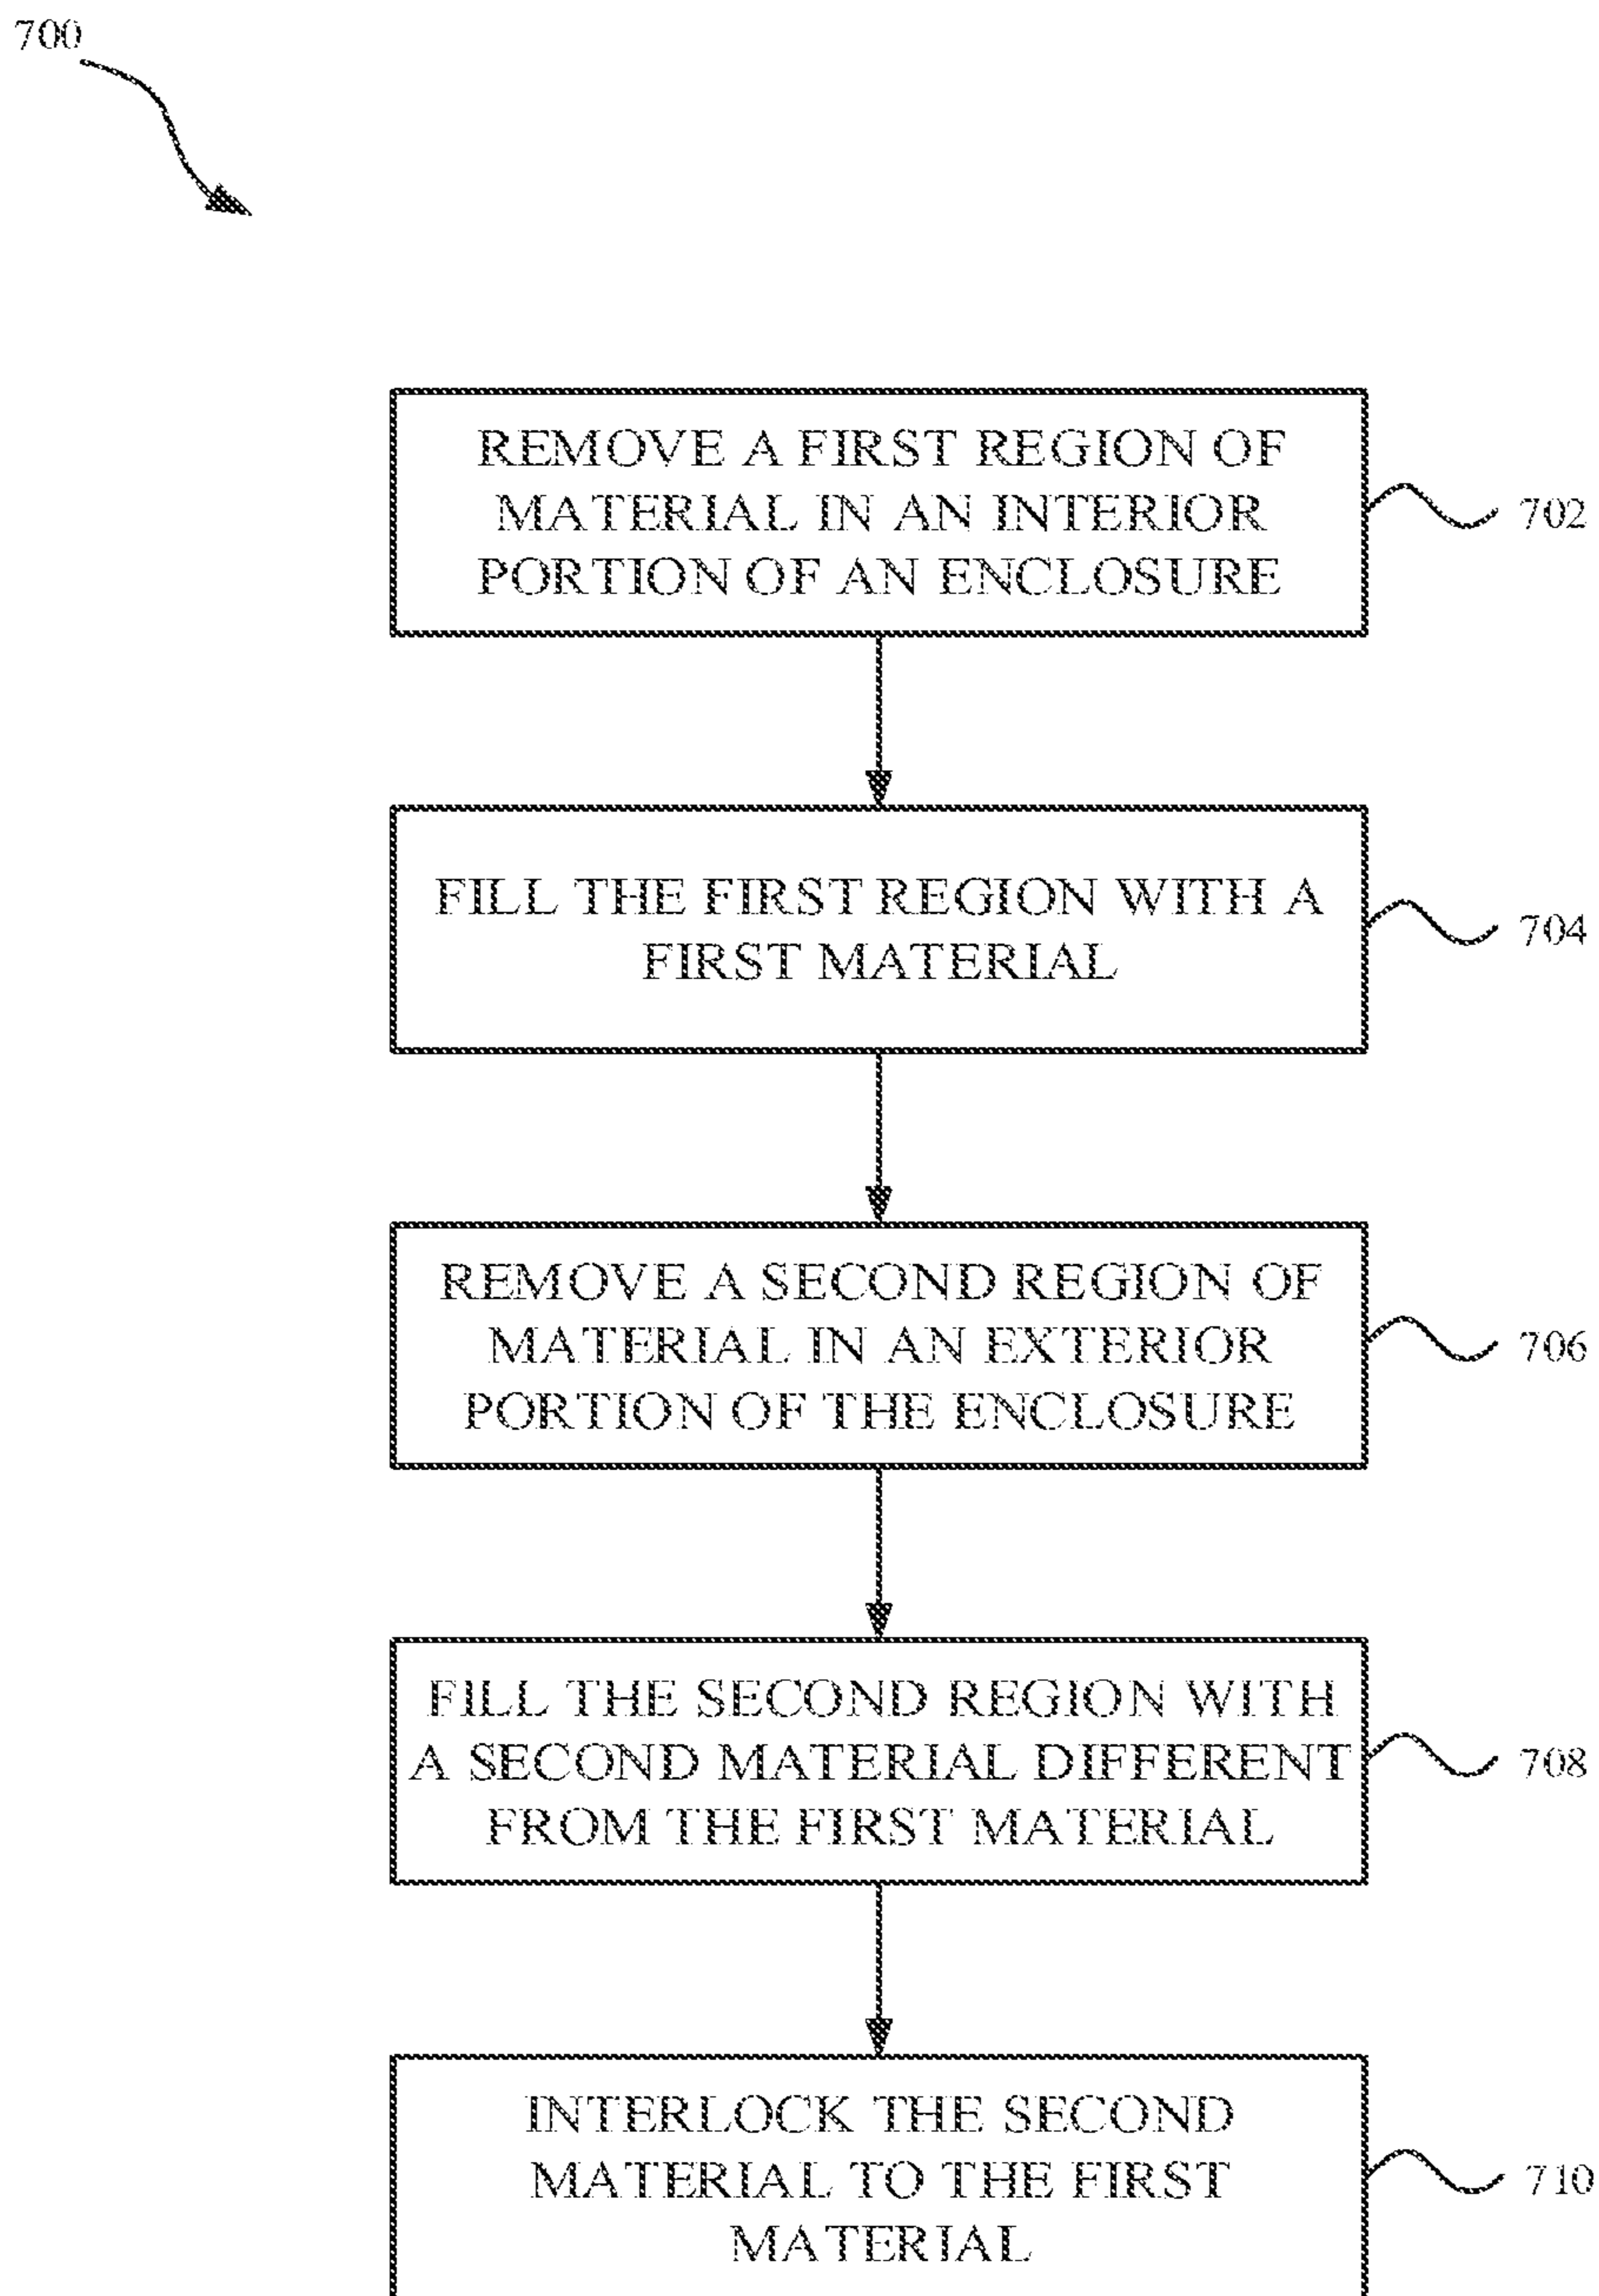 700
REMOVE A FIRST REGION OF
MATERIAL IN AN INTERIOR
PORTION OF AN ENCLOSURE
702
FILL THE FIRST REGION WITH A
FIRST MATERIAL
704
REMOVE A SECOND REGION OF
MATERIAL IN AN EXTERIOR
PORTION OF THE ENCLOSURE
706
FILL THE SECOND REGION WITH
A SECOND MATERIAL DIFFERENT
FROM THE FIRST MATERIAL
708
INTERLOCK THE SECOND
MATERIAL TO THE FIRST
MATERIAL
710